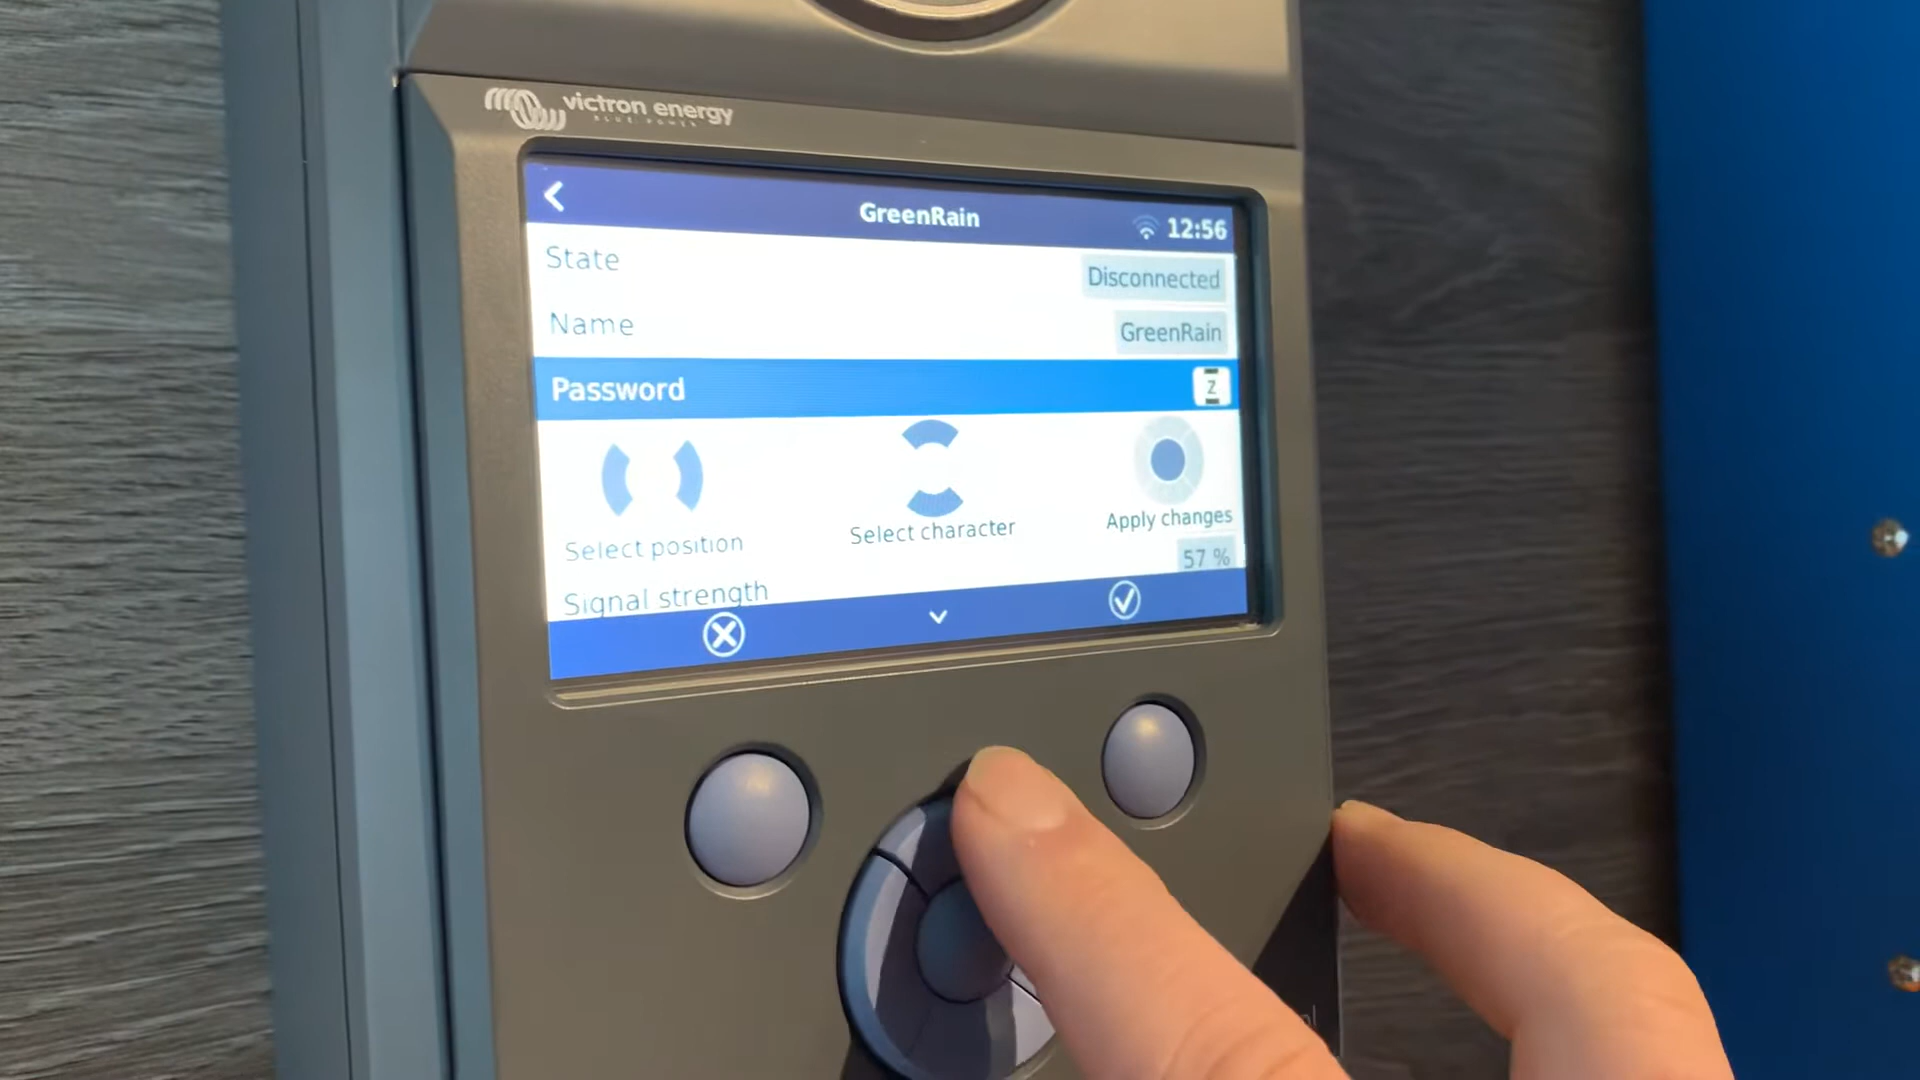 victron energy
BLUE POWER
GreenRain
12:56
State
Disconnected
Name
GreenRain
Password
z
Select position
Select character
Apply changes
Signal strength
57 %